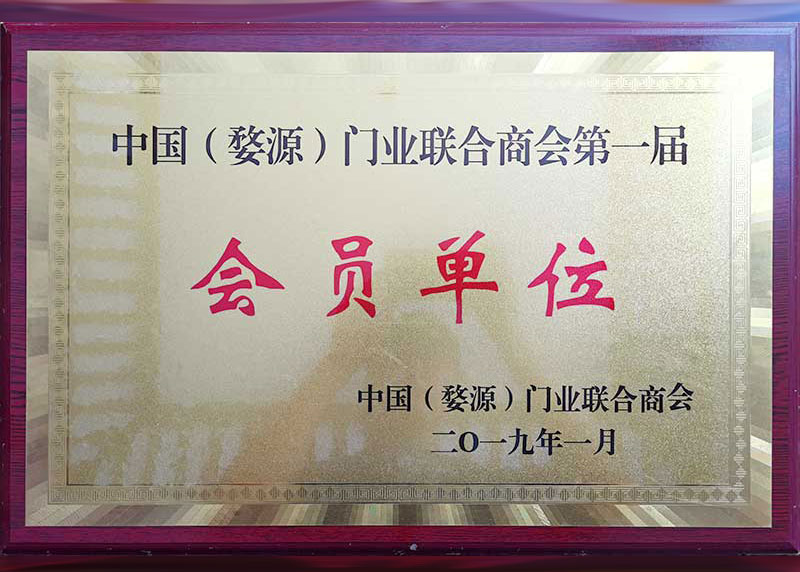 中国（婺源）门业联合商会第一届
会员单位
中国（婺源）门业联合商会
二O一九年一月